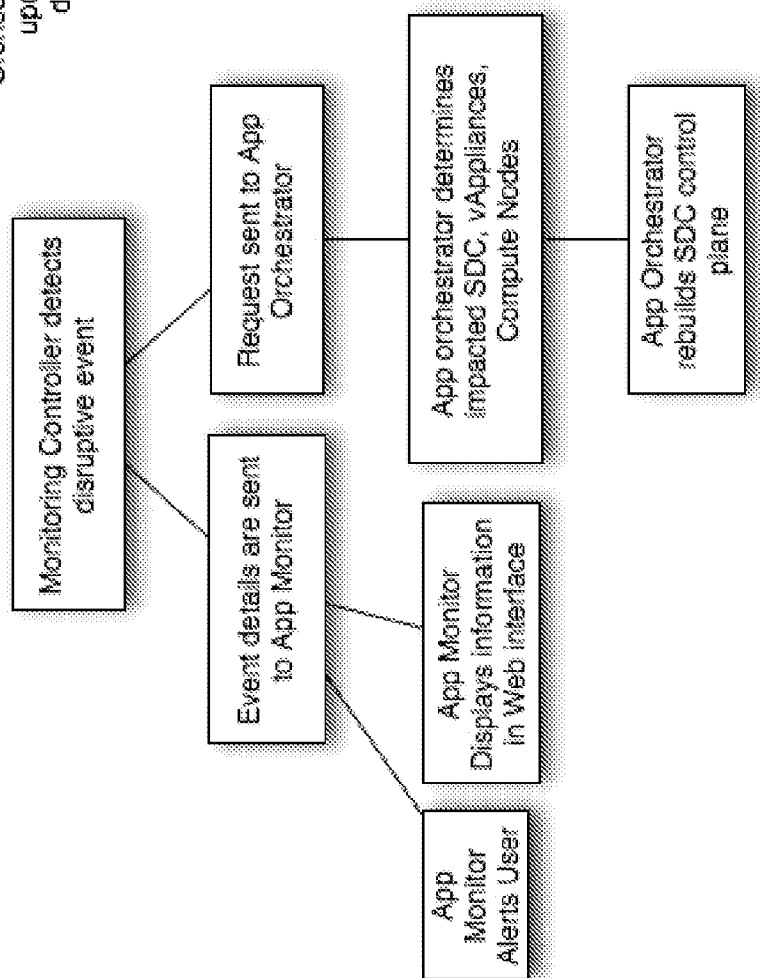 Monitoring Controller detects
disruptive event
Event details are sent
to App Monitor
Request sent to App
Orchestrator
App
Monitor
Alerts User
App Monitor
Displays information
in Web interface
App orchestrator determines
impacted SDC, vAppliances,
Compute Nodes
App Orchestrator
rebuilds SDC control
plane